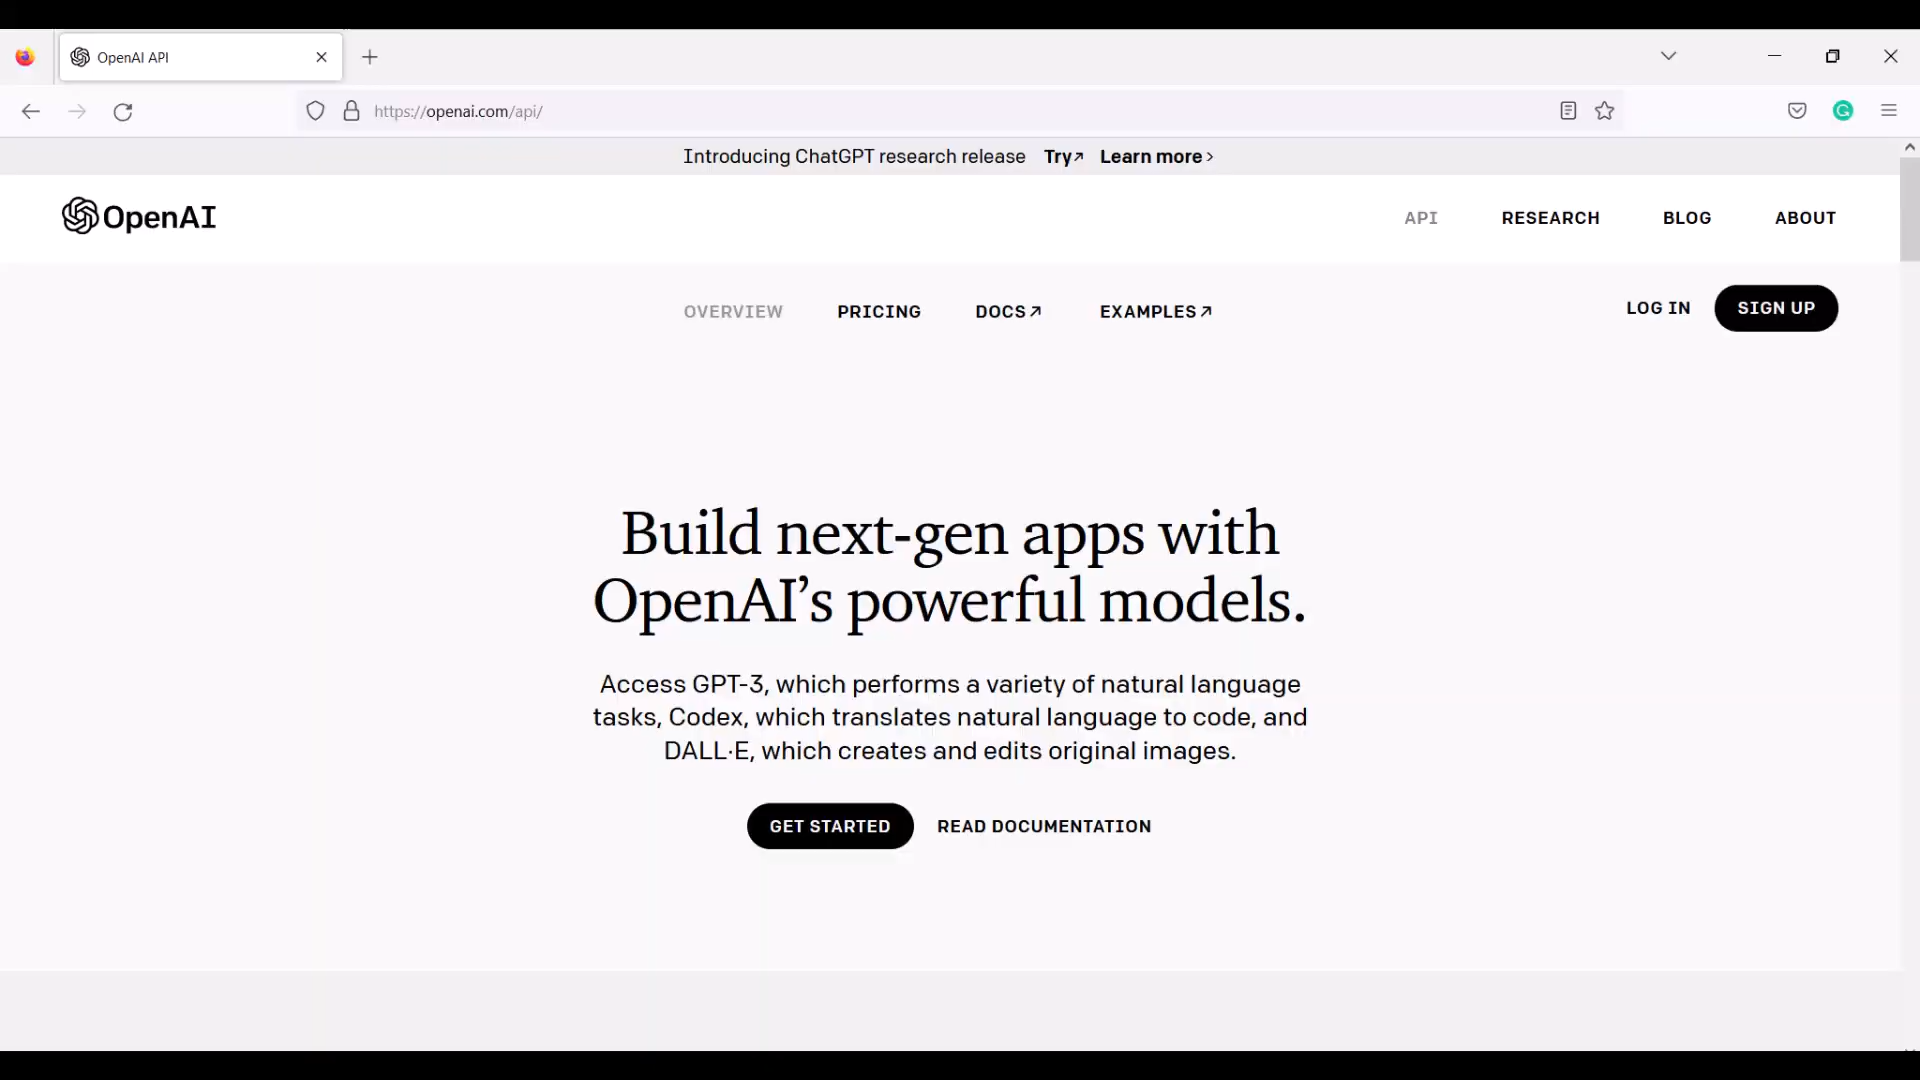 OpenAI API
https://openai.com/api/
Introducing ChatGPT research release Try↗ Learn more ›
OpenAI
API RESEARCH BLOG ABOUT
OVERVIEW PRICING DOCS↗ EXAMPLES↗ LOG IN SIGN UP
Build next-gen apps with
OpenAI’s powerful models.
Access GPT-3, which performs a variety of natural language
tasks, Codex, which translates natural language to code, and
DALL·E, which creates and edits original images.
GET STARTED READ DOCUMENTATION